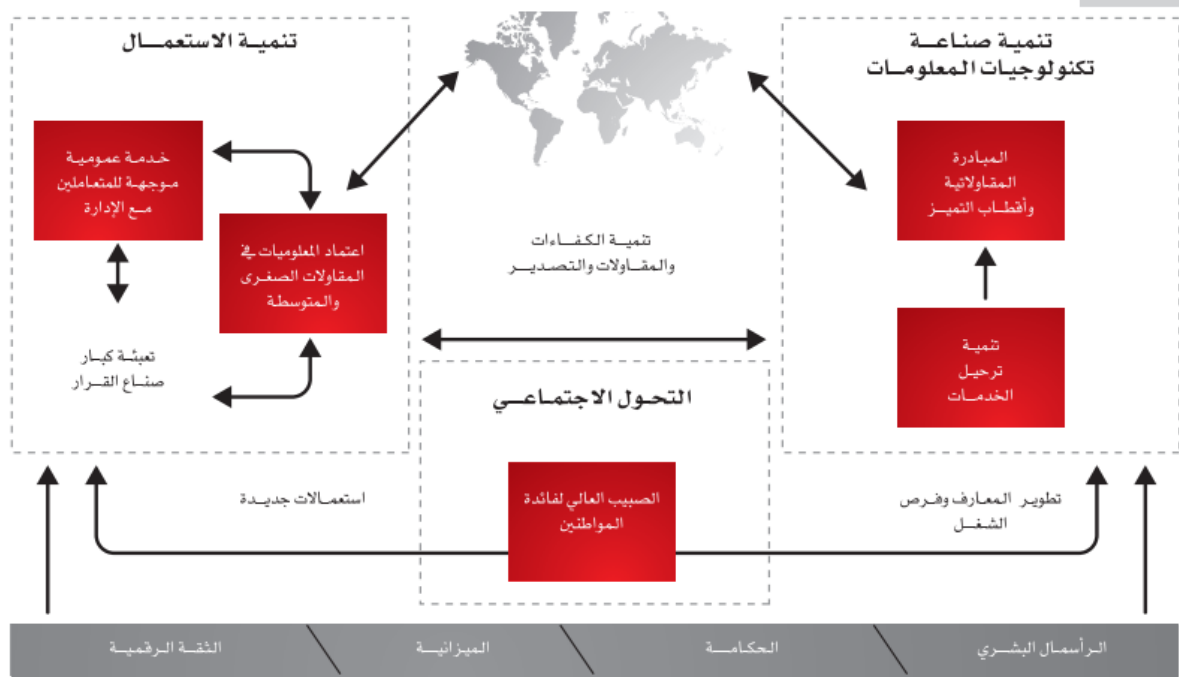 تنمية صناعة
تكنولوجيات المعلومات
المبادرة
المقاولاتية
وأقطاب التميز
تنمية
ترحيل
الخدمات
تنمية الكفاءات
والمقاولات والتصدير
تنمية الاستعمال
خدمة عمومية
موجهة للمتعاملين
مع الإدارة
اعتماد المعلوميات في
المقاولات الصغرى
والمتوسطة
تعبئة كبار
صناع القرار
التحول الاجتماعي
الصبيب العالي لفائدة
المواطنين
تطوير المعارف وفرص
الشغل
استعمالات جديدة
الرأسمال البشري
الحكامة
الميزانية
الثقة الرقمية